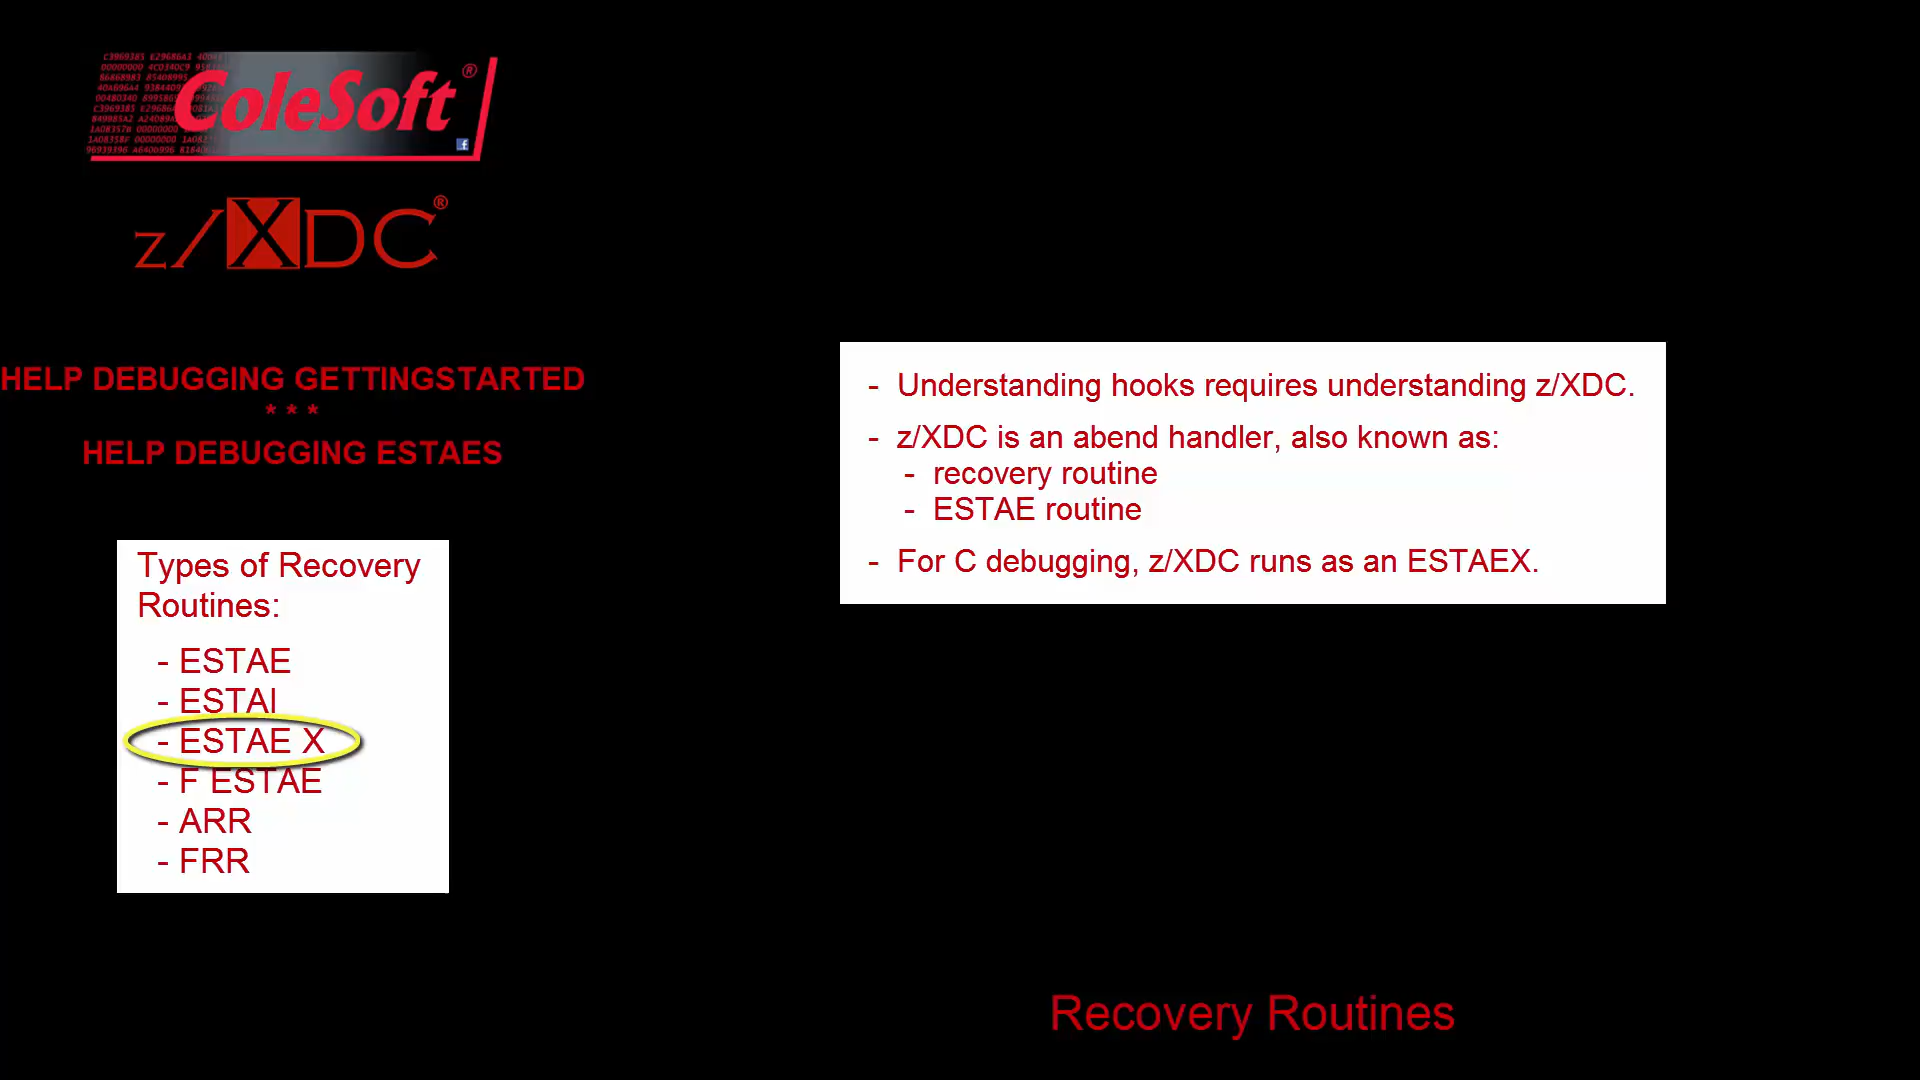 ColeSoft®
z/XDC®
HELP DEBUGGING GETTINGSTARTED
* * *
HELP DEBUGGING ESTAES
Types of Recovery
Routines:
- ESTAE
- ESTAI
- ESTAE X
- F ESTAE
- ARR
- FRR
- Understanding hooks requires understanding z/XDC.
- z/XDC is an abend handler, also known as:
- recovery routine
- ESTAE routine
- For C debugging, z/XDC runs as an ESTAEX.
Recovery Routines